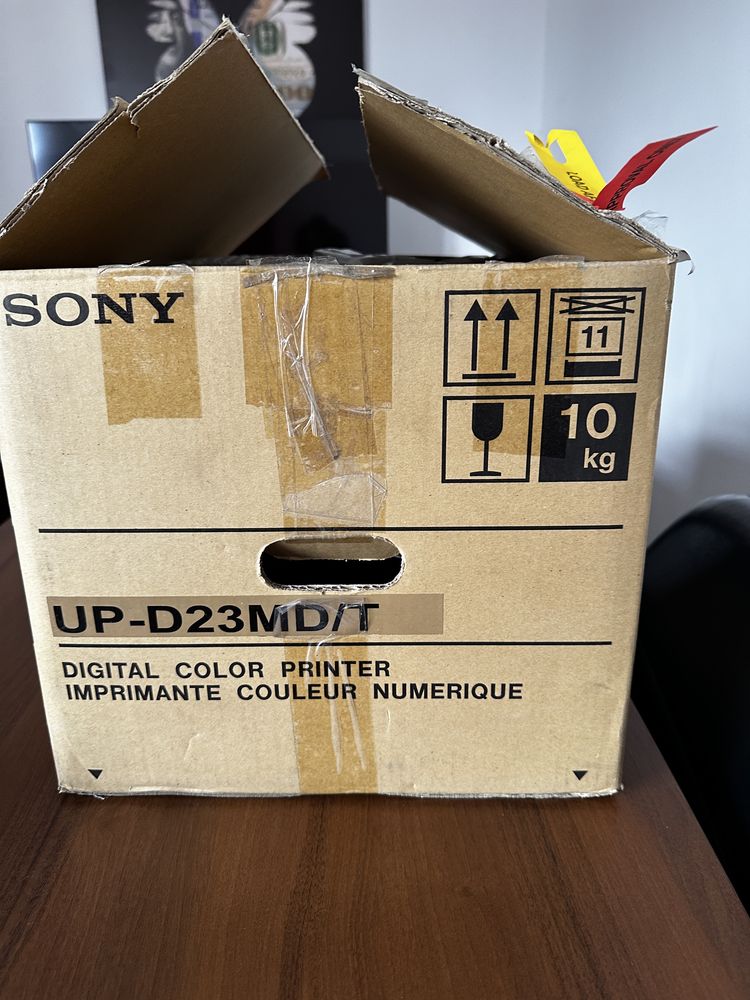 SONY
11
10
kg
UP-D23MD/T
DIGITAL COLOR PRINTER
IMPRIMANTE COULEUR NUMERIQUE